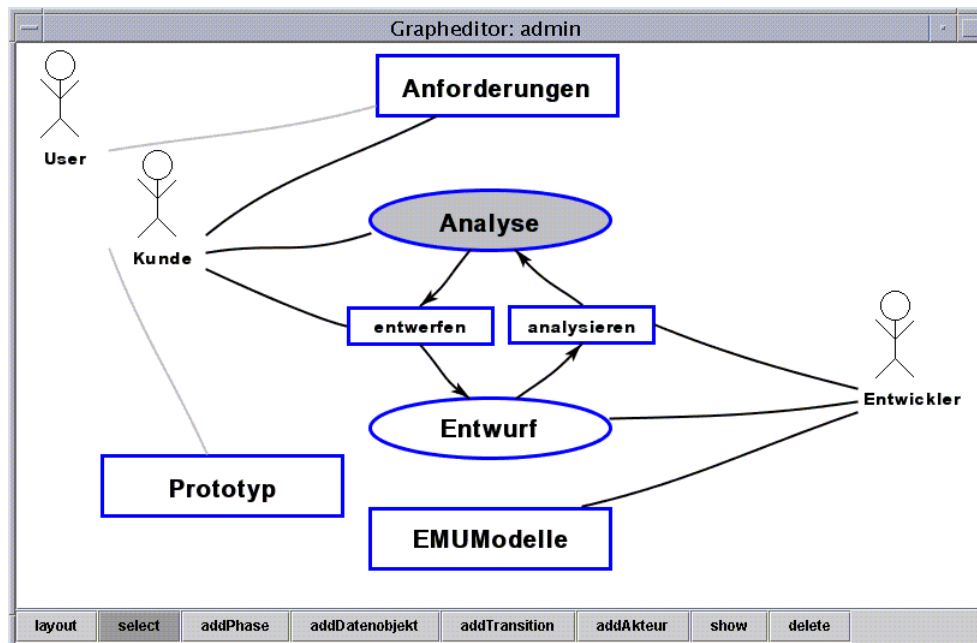 Grapheditor: admin
Anforderungen
User
Analyse
Kunde
entwerfen
analysieren
Entwickler
Entwurf
Prototyp
EMUModelle
layout select addPhase addDatenobjekt addTransition addAkteur show delete